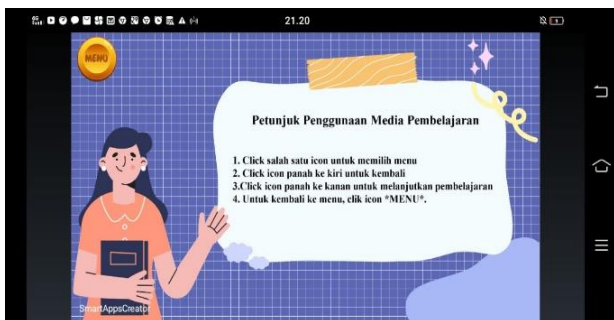 21.20
MENU
Petunjuk Penggunaan Media Pembelajaran
1. Click salah satu icon untuk memilih menu
2. Click icon panah ke kiri untuk kembali
3.Click icon panah ke kanan untuk melanjutkan pembelajaran
4. Untuk kembali ke menu, clik icon *MENU*.
SmartAppsCreator